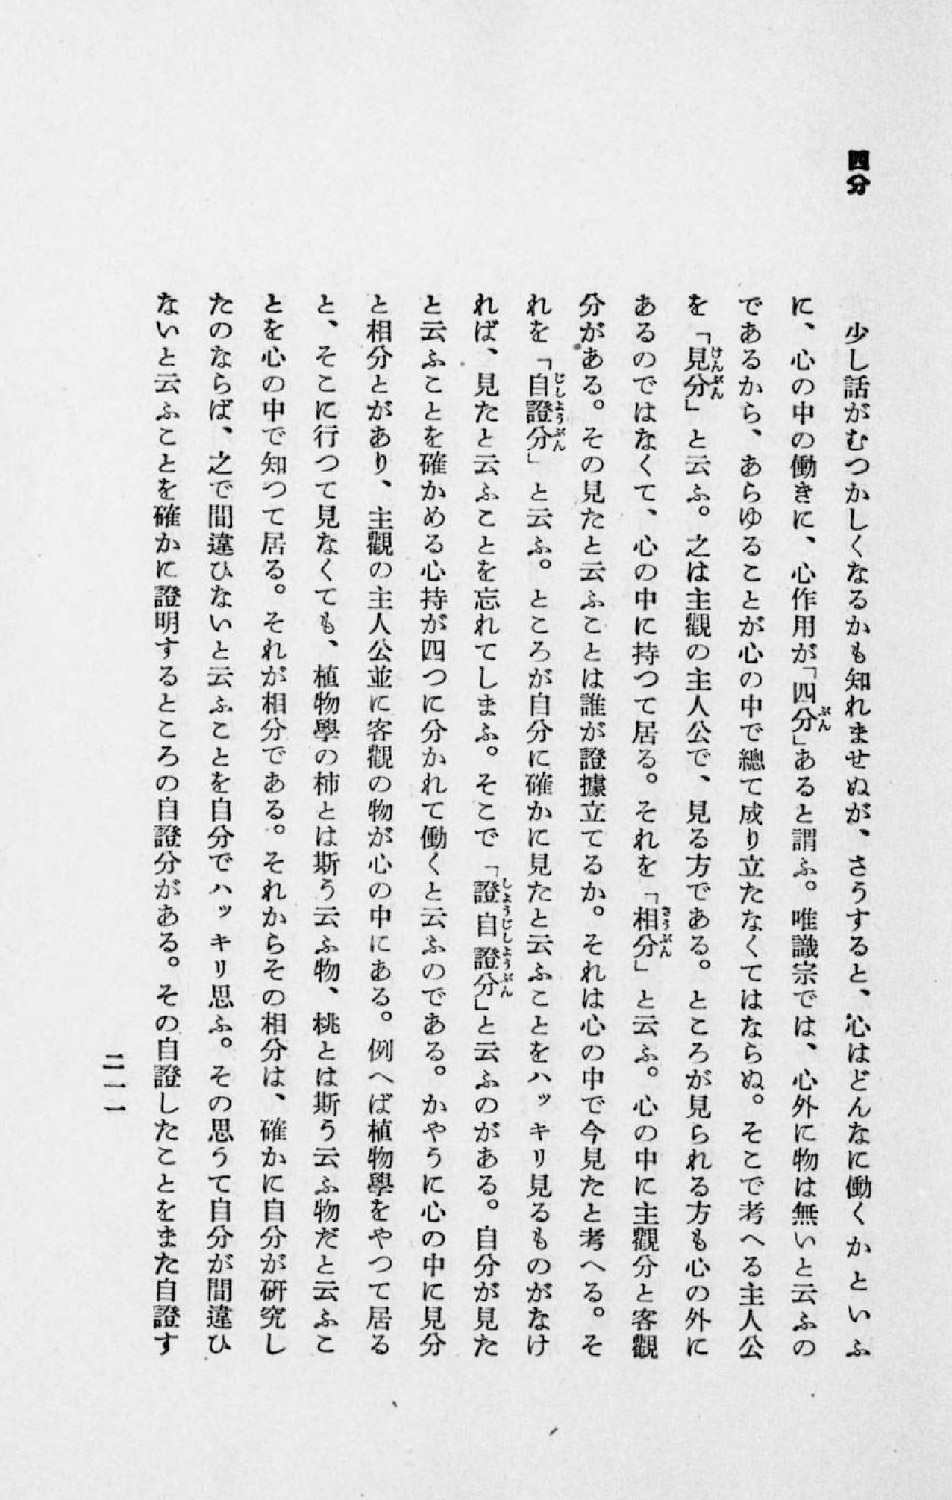 四分
少し話がむつかしくなるかも知れませぬが、さうすると、心はどんなに働くかといふ
に、心の中の働きに、心作用が「四分」あると謂ふ。唯識宗では、心外に物は無いと云ふの
であるから、あらゆることが心の中で總て成り立たなくてはならぬ。そこで考へる主人公
を「見分」と云ふ。之は主觀の主人公で、見る方である。ところが見られる方も心の外に
あるのではなくて、心の中に持つて居る。それを「相分」と云ふ。心の中に主觀分と客觀
分がある。その見たと云ふことは誰が證據立てるか。それは心の中で今見たと考へる。そ
れを「自證分」と云ふ。ところが自分に確かに見たと云ふことをハッキリ見るものがなけ
れば、見たと云ふことを忘れてしまふ。そこで「證自證分」と云ふのがある。自分が見た
と云ふことを確かめる心持が四つに分かれて働くと云ふのである。かやうに心の中に見分
と相分とがあり、主觀の主人公並に客觀の物が心の中にある。例へば植物學をやつて居る
と、そこに行つて見なくても、植物學の柿とは斯う云ふ物、桃とは斯う云ふ物だと云ふこ
とを心の中で知つて居る。それが相分である。それからその相分は、確かに自分が研究し
たのならば、之で間違ひないと云ふことを自分でハッキリ思ふ。その思うて自分が間違ひ
ないと云ふことを確かに證明するところの自證分がある。その自證したことをまた自證す
二一一